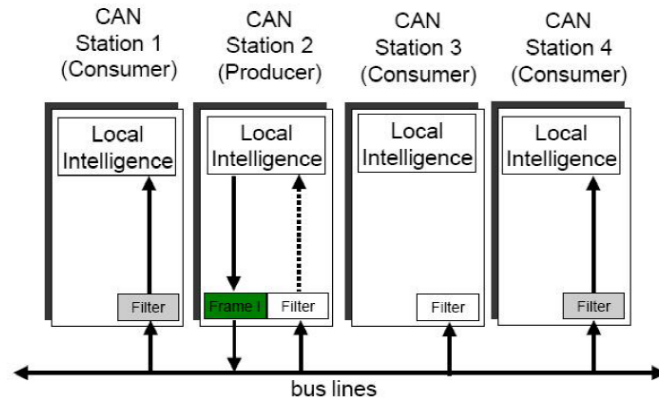 CAN
Station 1
(Consumer)
CAN
Station 2
(Producer)
CAN
Station 3
(Consumer)
CAN
Station 4
(Consumer)
Local
Intelligence
Local
Intelligence
Local
Intelligence
Local
Intelligence
Filter
Frame I
Filter
Filter
Filter
bus lines